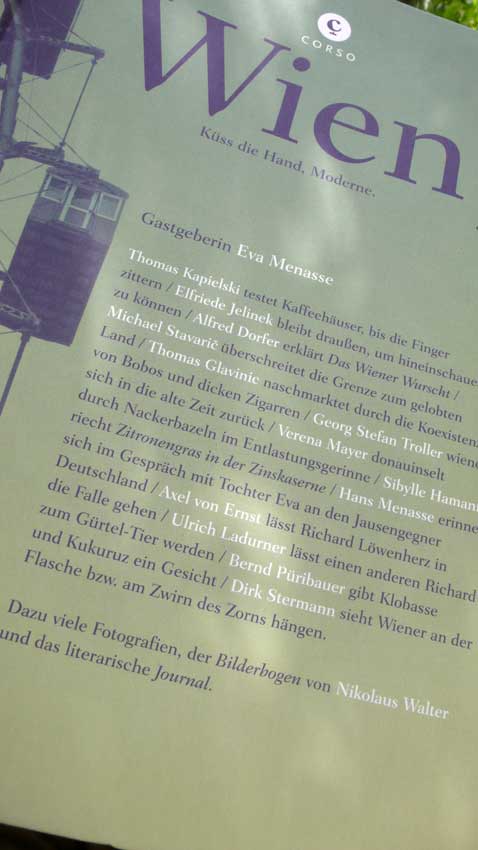 CORSO
Wien
Küss die Hand, Moderne.
Gastgeberin Eva Menasse
Thomas Kapielski testet Kaffeehäuser, bis die Finger
zittern / Elfriede Jelinek bleibt draußen, um hineinschaue
zu können / Alfred Dorfer erklärt Das Wiener Wurscht /
Michael Stavarič überschreitet die Grenze zum gelobten
Land / Thomas Glavinic naschmarktet durch die Koexisten
von Bobos und dicken Zigarren / Georg Stefan Troller wiene
sich in die alte Zeit zurück / Verena Mayer donauinselt
durch Nackerbazeln im Entlastungsgerinne / Sibylle Haman
riecht Zitronengras in der Zinskaserne / Hans Menasse erinne
sich im Gespräch mit Tochter Eva an den Jausengegner
Deutschland / Axel von Ernst lässt Richard Löwenherz in
die Falle gehen / Ulrich Ladurner lässt einen anderen Richard
zum Gürtel-Tier werden / Bernd Püribauer gibt Klobasse
und Kukuruz ein Gesicht / Dirk Stermann sieht Wiener an der
Flasche bzw. am Zwirn des Zorns hängen.
Dazu viele Fotografien, der Bilderbogen von Nikolaus Walter
und das literarische Journal.